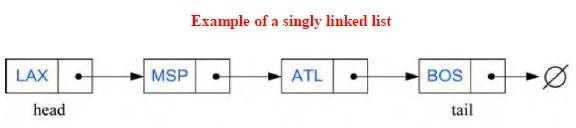 Example of a singly linked list
LAX MSP ATL BOS
head tail